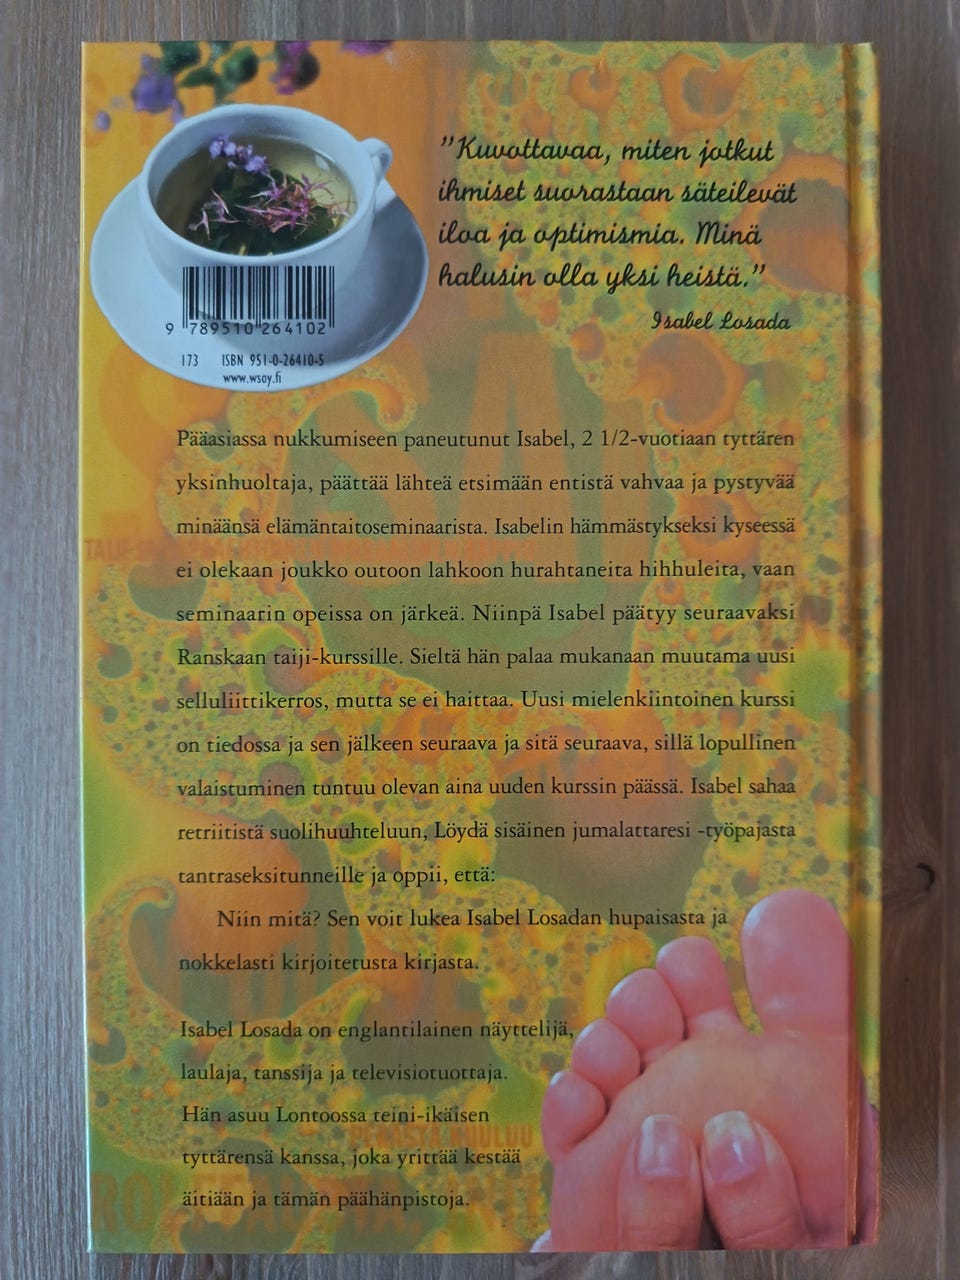 "Kuvottavaa, miten jotkut
ihmiset suorastaan säteilevät
iloa ja optimismia. Minä
halusin olla yksi heistä."
Isabel Losada
9 789510 264102
173 ISBN 951-0-26410-5
www.wsoy.fi
Pääasiassa nukkumiseen paneutunut Isabel, 2 1/2-vuotiaan tyttären
yksinhuoltaja, päättää lähteä etsimään entistä vahvaa ja pystyvää
minäänsä elämäntaitoseminaarista. Isabelin hämmästykseksi kyseessä
ei olekaan joukko outoon lahkoon hurahtaneita hihhuleita, vaan
seminaarin opeissa on järkeä. Niinpä Isabel päätyy seuraavaksi
Ranskaan taiji-kurssille. Sieltä hän palaa mukanaan muutama uusi
selluliittikerros, mutta se ei haittaa. Uusi mielenkiintoinen kurssi
on tiedossa ja sen jälkeen seuraava ja sitä seuraava, sillä lopullinen
valaistuminen tuntuu olevan aina uuden kurssin päässä. Isabel sahaa
retriitistä suolihuuhteluun, Löydä sisäinen jumalattaresi -työpajasta
tantraseksitunneille ja oppii, että:
Niin mitä? Sen voit lukea Isabel Losadan hupaisasta ja
nokkelasti kirjoitetusta kirjasta.
Isabel Losada on englantilainen näyttelijä,
laulaja, tanssija ja televisiotuottaja.
Hän asuu Lontoossa teini-ikäisen
tyttärensä kanssa, joka yrittää kestää
äitiään ja tämän päähänpistoja.